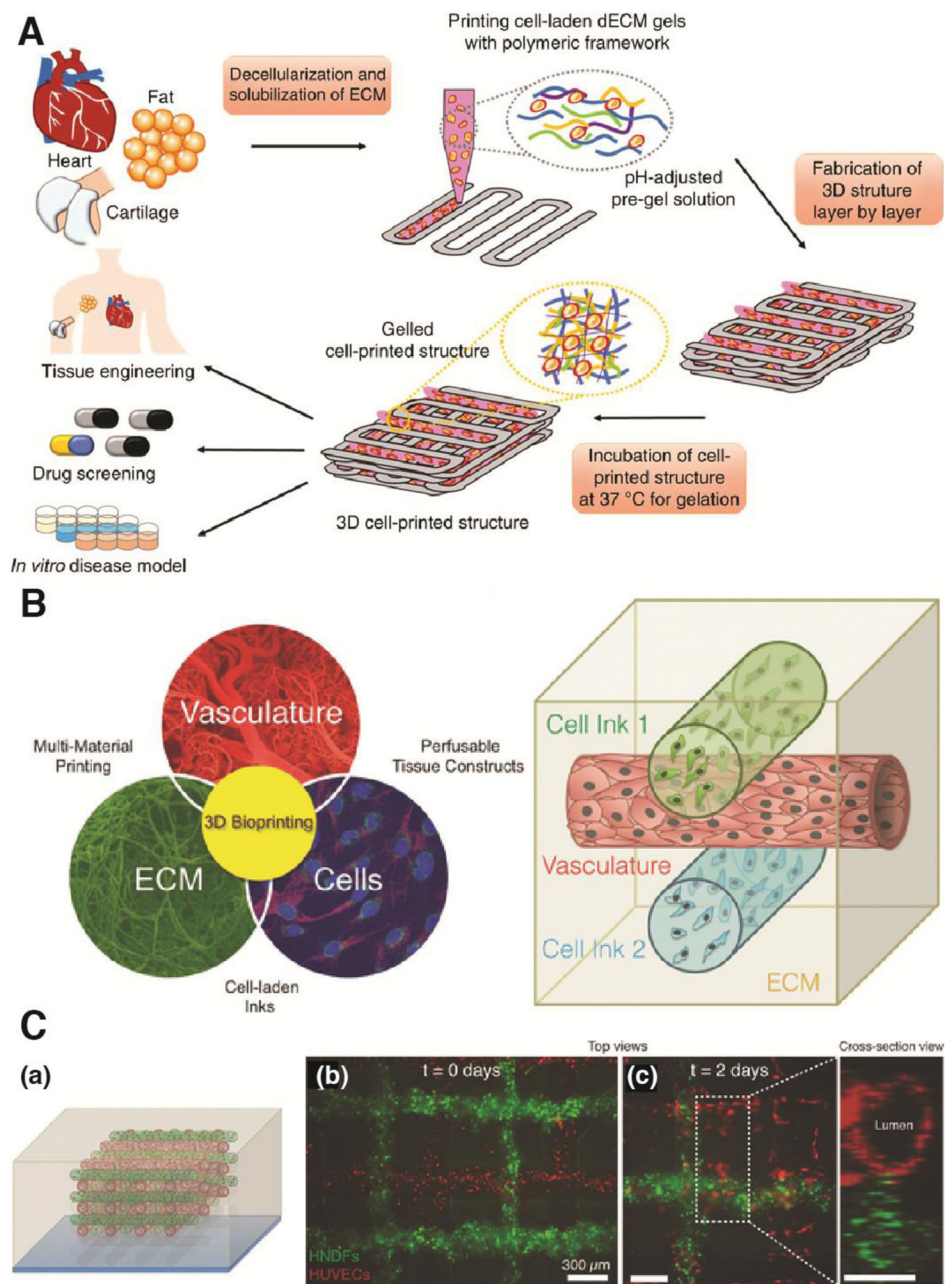 A
Printing cell-laden dECM gels
with polymeric framework
Decellularization and
solubilization of ECM
Fat
Heart
Cartilage
pH-adjusted
pre-gel solution
Fabrication of
3D struture
layer by layer
Gelled
cell-printed structure
Tissue engineering
Drug screening
In vitro disease model
3D cell-printed structure
Incubation of cell-
printed structure
at 37 °C for gelation
B
Vasculature
Multi-Material
Printing
Perfusable
Tissue Constructs
3D Bioprinting
ECM
Cells
Cell-laden
Inks
Cell Ink 1
Vasculature
Cell Ink 2
ECM
C
Top views
Cross-section view
(a)
(b)
t = 0 days
(c)
t = 2 days
Lumen
HNDFs
HUVECs
300 µm